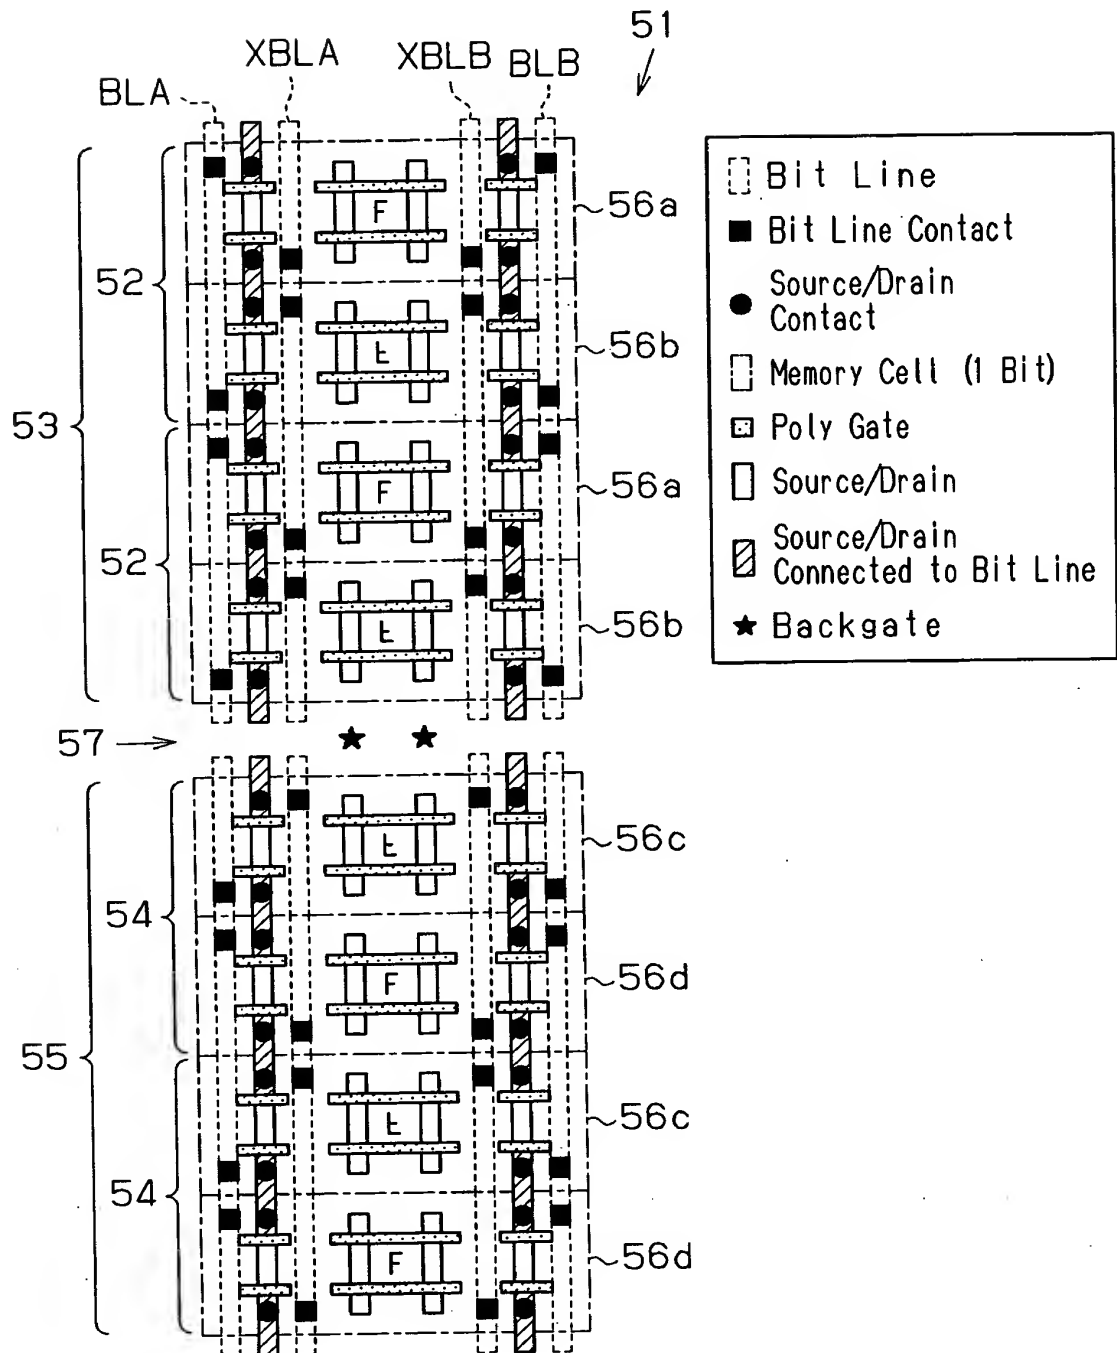 51
XBLA
XBLB
BLB
BLA
Bit Line
Bit Line Contact
Source/Drain
Contact
Memory Cell (1 Bit)
Poly Gate
Source/Drain
Source/Drain
Connected to Bit Line
Backgate
F
56a
52
56b
53
F
56a
52
56b
57
56c
54
F
56d
55
56c
54
F
56d